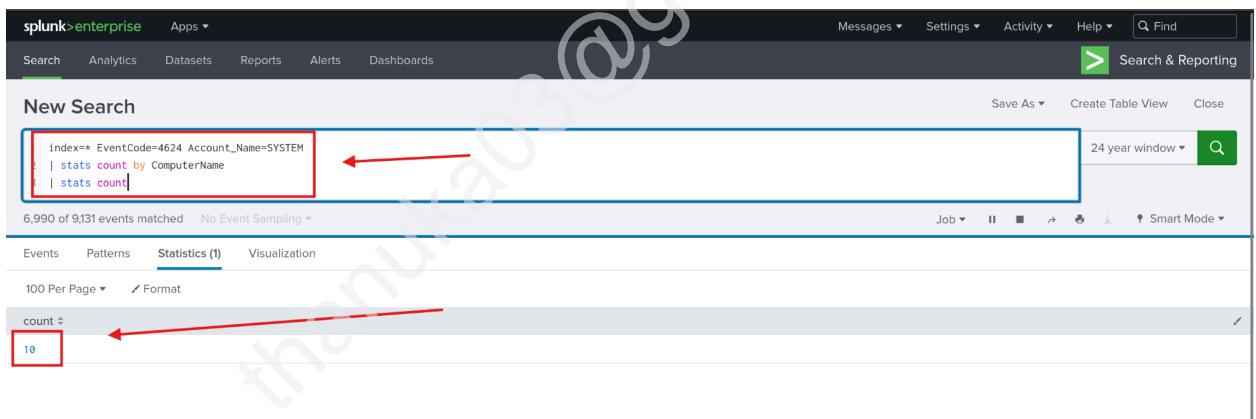 splunk>enterprise Apps ▾ Messages ▾ Settings ▾ Activity ▾ Help ▾ Find
Search Analytics Datasets Reports Alerts Dashboards > Search & Reporting
New Search Save As ▾ Create Table View Close
index=* EventCode=4624 Account_Name=SYSTEM 24 year window ▾
2 | stats count by ComputerName
3 | stats count
6,990 of 9,131 events matched No Event Sampling ▾ Job ▾ Smart Mode ▾
Events Patterns Statistics (1) Visualization
100 Per Page ▾ Format
count
10
thanuka03@g